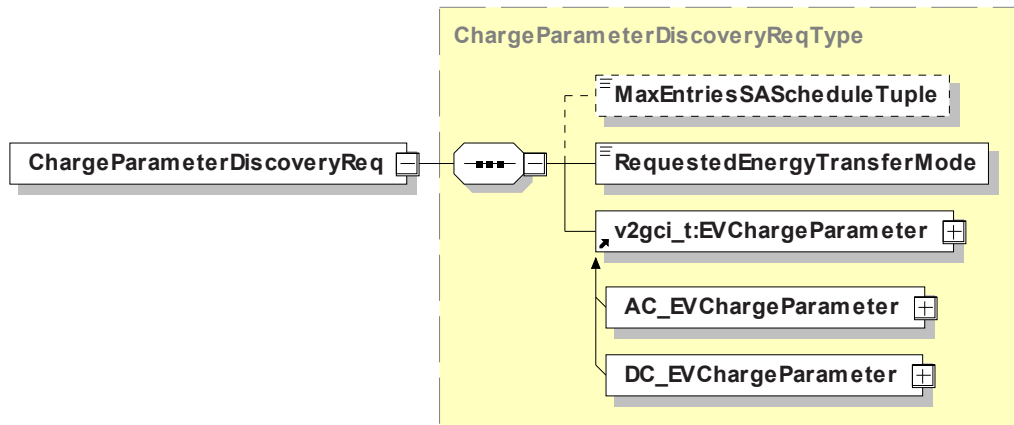 ChargeParameterDiscoveryReqType
MaxEntriesSAScheduleTuple
ChargeParameterDiscoveryReq
RequestedEnergyTransferMode
v2gci_t:EVChargeParameter
AC_EVChargeParameter
DC_EVChargeParameter